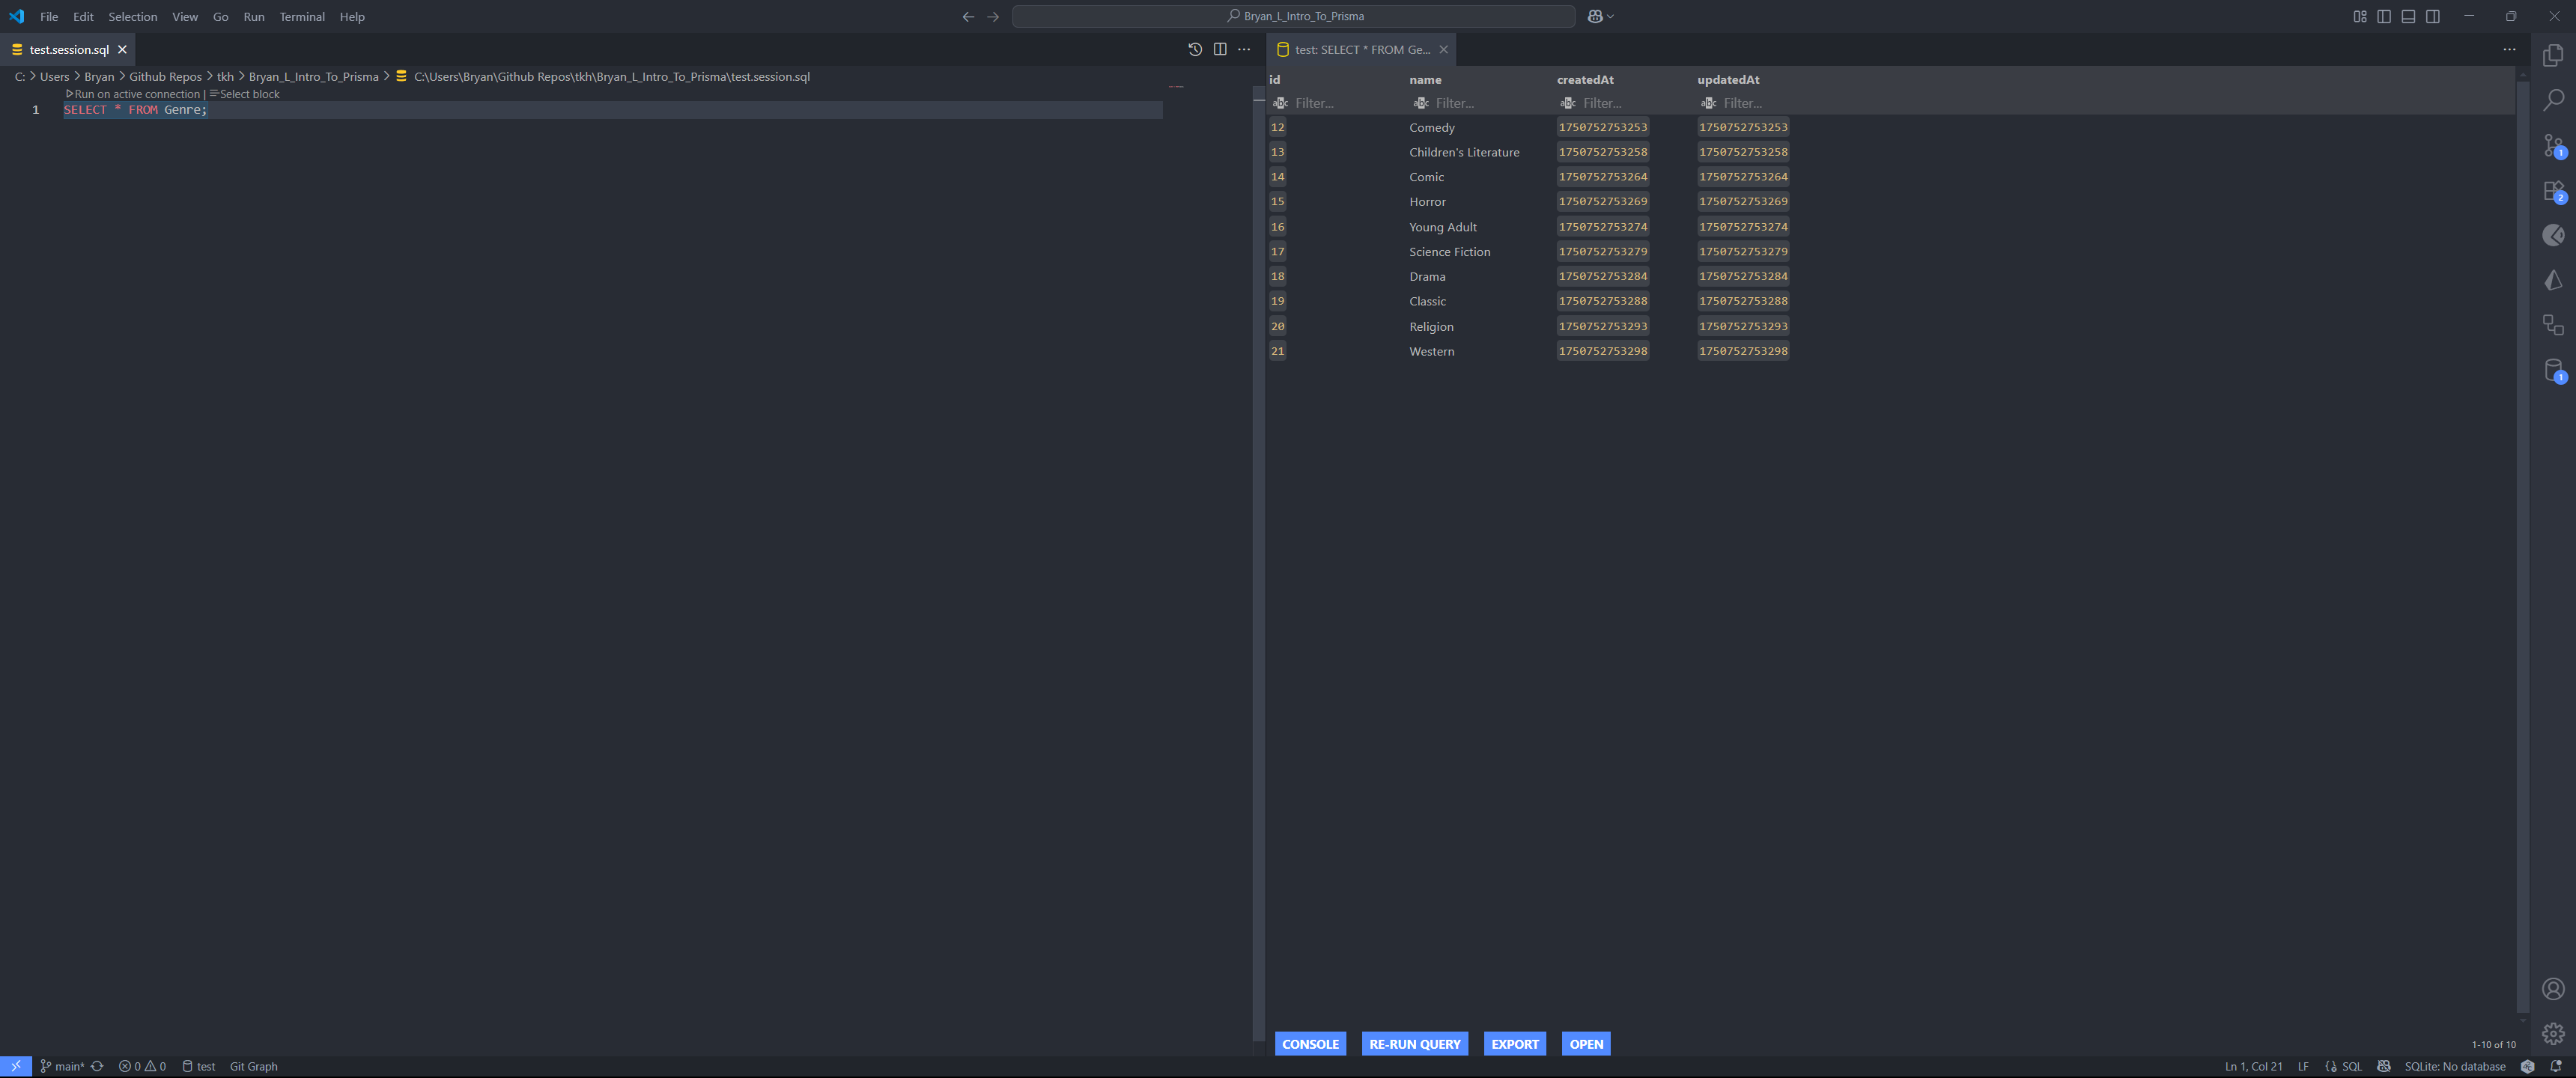 File Edit Selection View Go Run Terminal Help
Bryan_L_Intro_To_Prisma
test.session.sql
test: SELECT * FROM Ge...
C: > Users > Bryan > Github Repos > tkh > Bryan_L_Intro_To_Prisma > C:\Users\Bryan\Github Repos\tkh\Bryan_L_Intro_To_Prisma\test.session.sql
Run on active connection | Select block
1 SELECT * FROM Genre;
id name createdAt updatedAt
Filter... Filter... Filter... Filter...
12 Comedy 1750752753253 1750752753253
13 Children's Literature 1750752753258 1750752753258
14 Comic 1750752753264 1750752753264
15 Horror 1750752753269 1750752753269
16 Young Adult 1750752753274 1750752753274
17 Science Fiction 1750752753279 1750752753279
18 Drama 1750752753284 1750752753284
19 Classic 1750752753288 1750752753288
20 Religion 1750752753293 1750752753293
21 Western 1750752753298 1750752753298
1
2
1
CONSOLE RE-RUN QUERY EXPORT OPEN
1-10 of 10
main* 0 0 test Git Graph
Ln 1, Col 21 LF SQL SQLite: No database